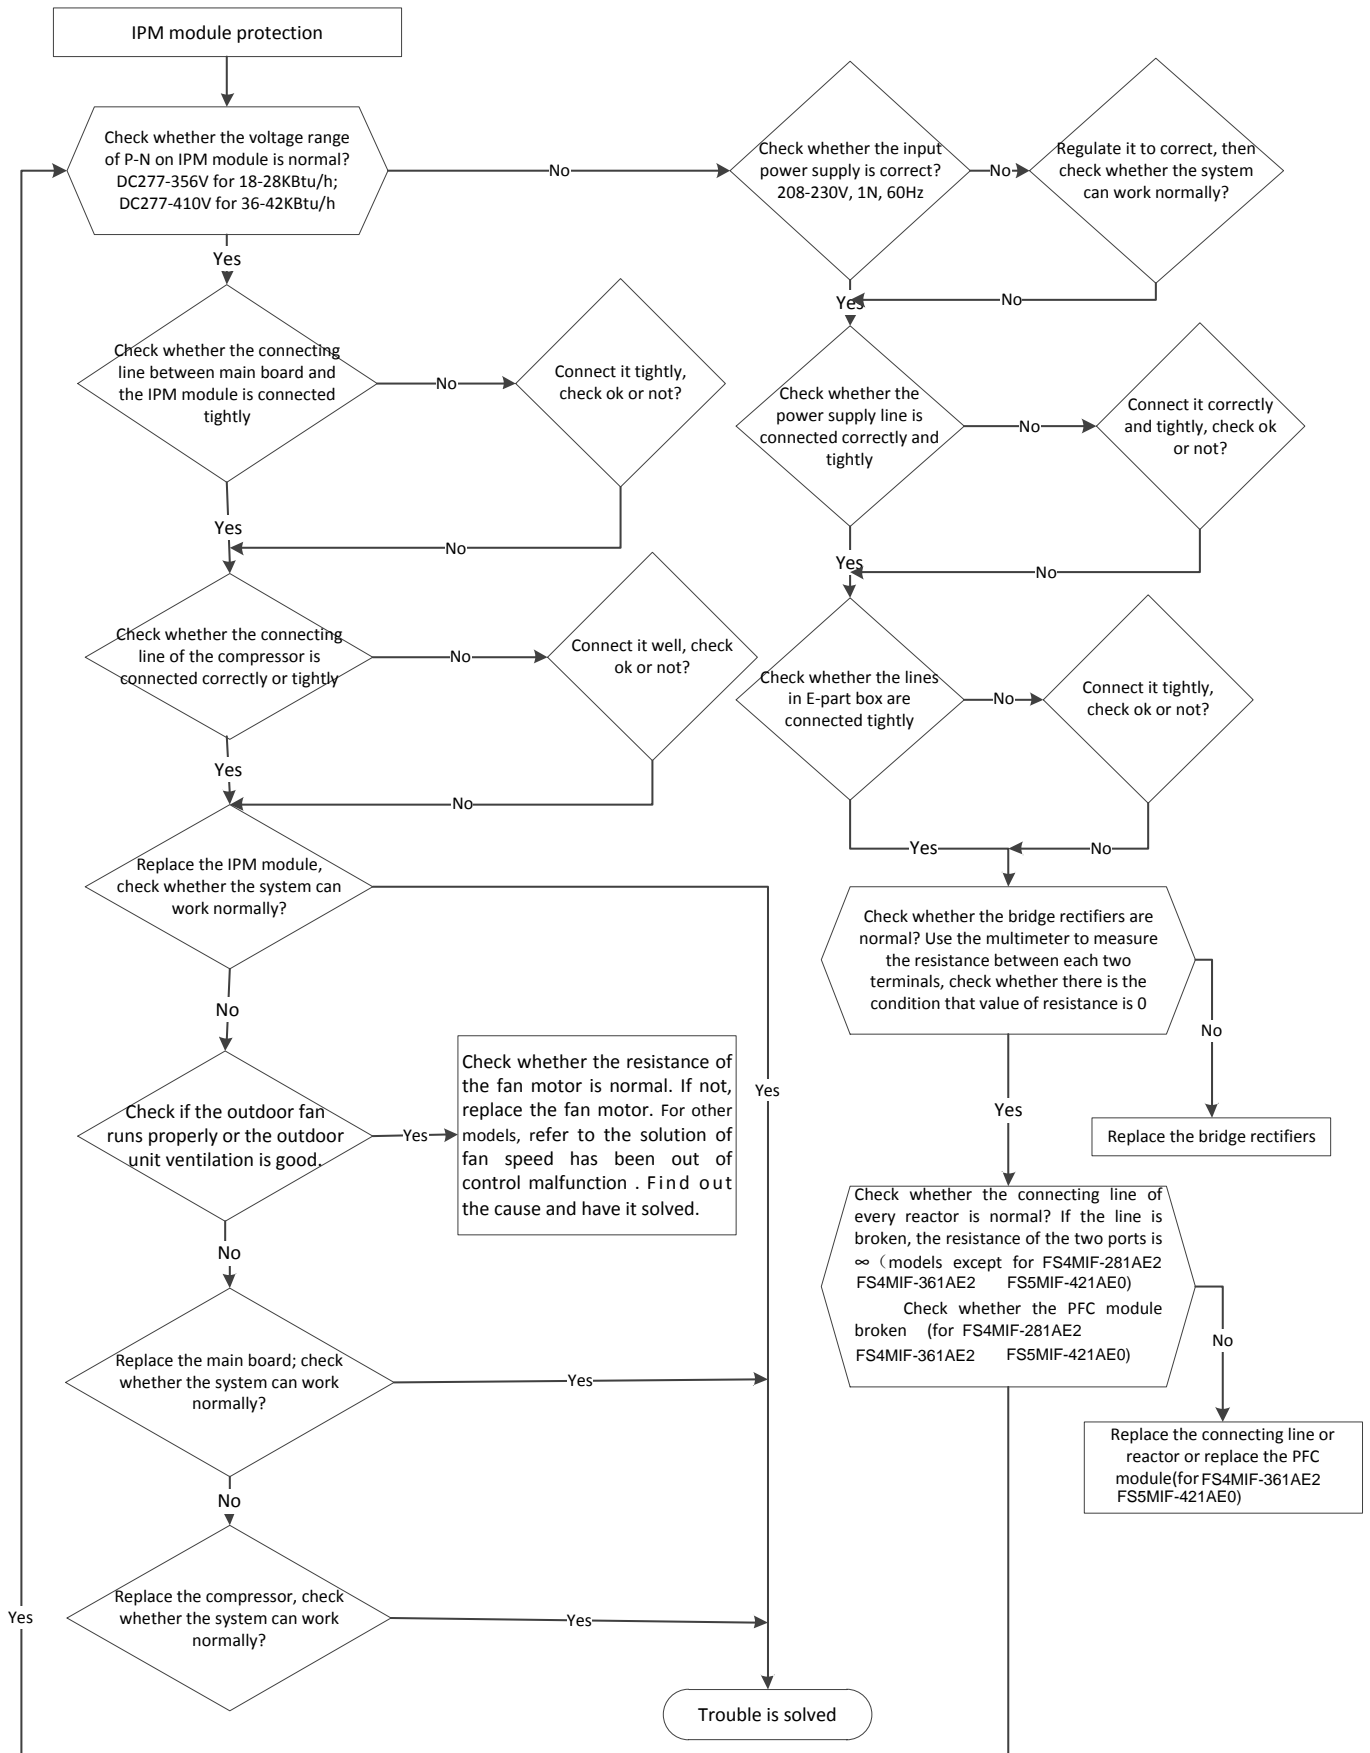 IPM module protection
Check whether the voltage range
of P-N on IPM module is normal?
DC277-356V for 18-28KBtu/h;
DC277-410V for 36-42KBtu/h
No
Check whether the input
power supply is correct?
208-230V, 1N, 60Hz
No
Regulate it to correct, then
check whether the system
can work normally?
Yes
Yes
No
Check whether the connecting
line between main board and
the IPM module is connected
tightly
No
Connect it tightly,
check ok or not?
Check whether the
power supply line is
connected correctly and
tightly
No
Connect it correctly
and tightly, check ok
or not?
Yes
No
Yes
No
Check whether the connecting
line of the compressor is
connected correctly or tightly
No
Connect it well, check
ok or not?
Check whether the lines
in E-part box are
connected tightly
No
Connect it tightly,
check ok or not?
Yes
No
Yes
No
Replace the IPM module,
check whether the system can
work normally?
Check whether the bridge rectifiers are
normal? Use the multimeter to measure
the resistance between each two
terminals, check whether there is the
condition that value of resistance is 0
No
No
Check if the outdoor fan
runs properly or the outdoor
unit ventilation is good.
Yes
Check whether the resistance of
the fan motor is normal. If not,
replace the fan motor. For other
models, refer to the solution of
fan speed has been out of
control malfunction . Find out
the cause and have it solved.
Yes
Yes
Replace the bridge rectifiers
No
Check whether the connecting line of
every reactor is normal? If the line is
broken, the resistance of the two ports is
∞（models except for FS4MIF-281AE2
FS4MIF-361AE2 FS5MIF-421AE0)
Check whether the PFC module
broken (for FS4MIF-281AE2
FS4MIF-361AE2 FS5MIF-421AE0)
No
Replace the main board; check
whether the system can work
normally?
Yes
Replace the connecting line or
reactor or replace the PFC
module(for FS4MIF-361AE2
FS5MIF-421AE0)
No
Replace the compressor, check
whether the system can work
normally?
Yes
Yes
Trouble is solved